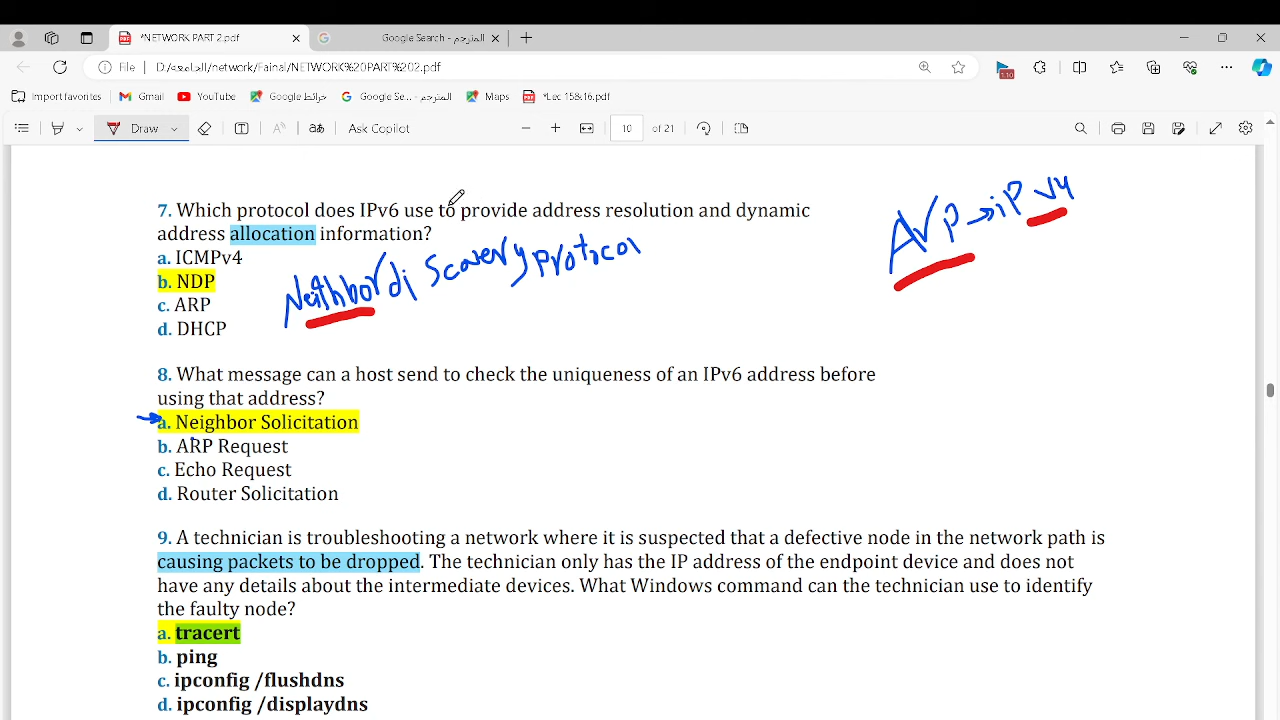 *NETWORK PART 2.pdf
Google Search - المترجم
File D:/الجامعه/network/Fainal/NETWORK%20PART%202.pdf
1.10
Import favorites Gmail YouTube خرائط Google Google Se... - المترجم Maps *Lec 15&16.pdf
Draw Ask Copilot 10 of 21
7. Which protocol does IPv6 use to provide address resolution and dynamic
address allocation information?
a. ICMPv4
b. NDP
c. ARP
d. DHCP
Neighbor discovery protocol
ArP → iP v4
8. What message can a host send to check the uniqueness of an IPv6 address before
using that address?
a. Neighbor Solicitation
b. ARP Request
c. Echo Request
d. Router Solicitation
9. A technician is troubleshooting a network where it is suspected that a defective node in the network path is
causing packets to be dropped. The technician only has the IP address of the endpoint device and does not
have any details about the intermediate devices. What Windows command can the technician use to identify
the faulty node?
a. tracert
b. ping
c. ipconfig /flushdns
d. ipconfig /displaydns